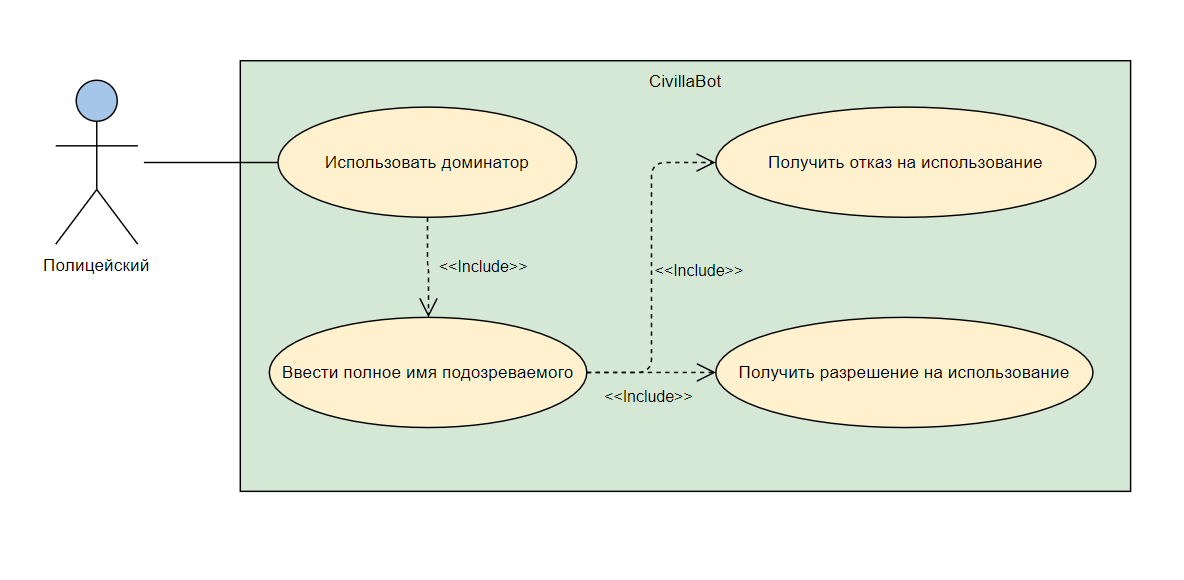 CivillaBot
Использовать доминатор
Получить отказ на использование
Полицейский
<<Include>>
<<Include>>
Ввести полное имя подозреваемого
Получить разрешение на использование
<<Include>>